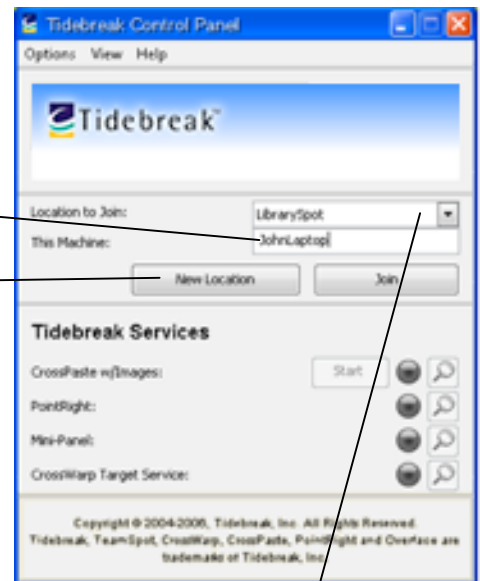 Tidebreak Control Panel
Options View Help
Tidebreak™
Location to Join: LibrarySpot
This Machine: JohnLaptop
New Location Join
Tidebreak Services
CrossPaste w/Images: Start
PointRight:
Mini-Panel:
CrossWarp Target Service:
Copyright © 2004-2006, Tidebreak, Inc. All Rights Reserved.
Tidebreak, TeamSpot, CrossWarp, CrossPaste, PointRight and Overface are
trademarks of Tidebreak, Inc.